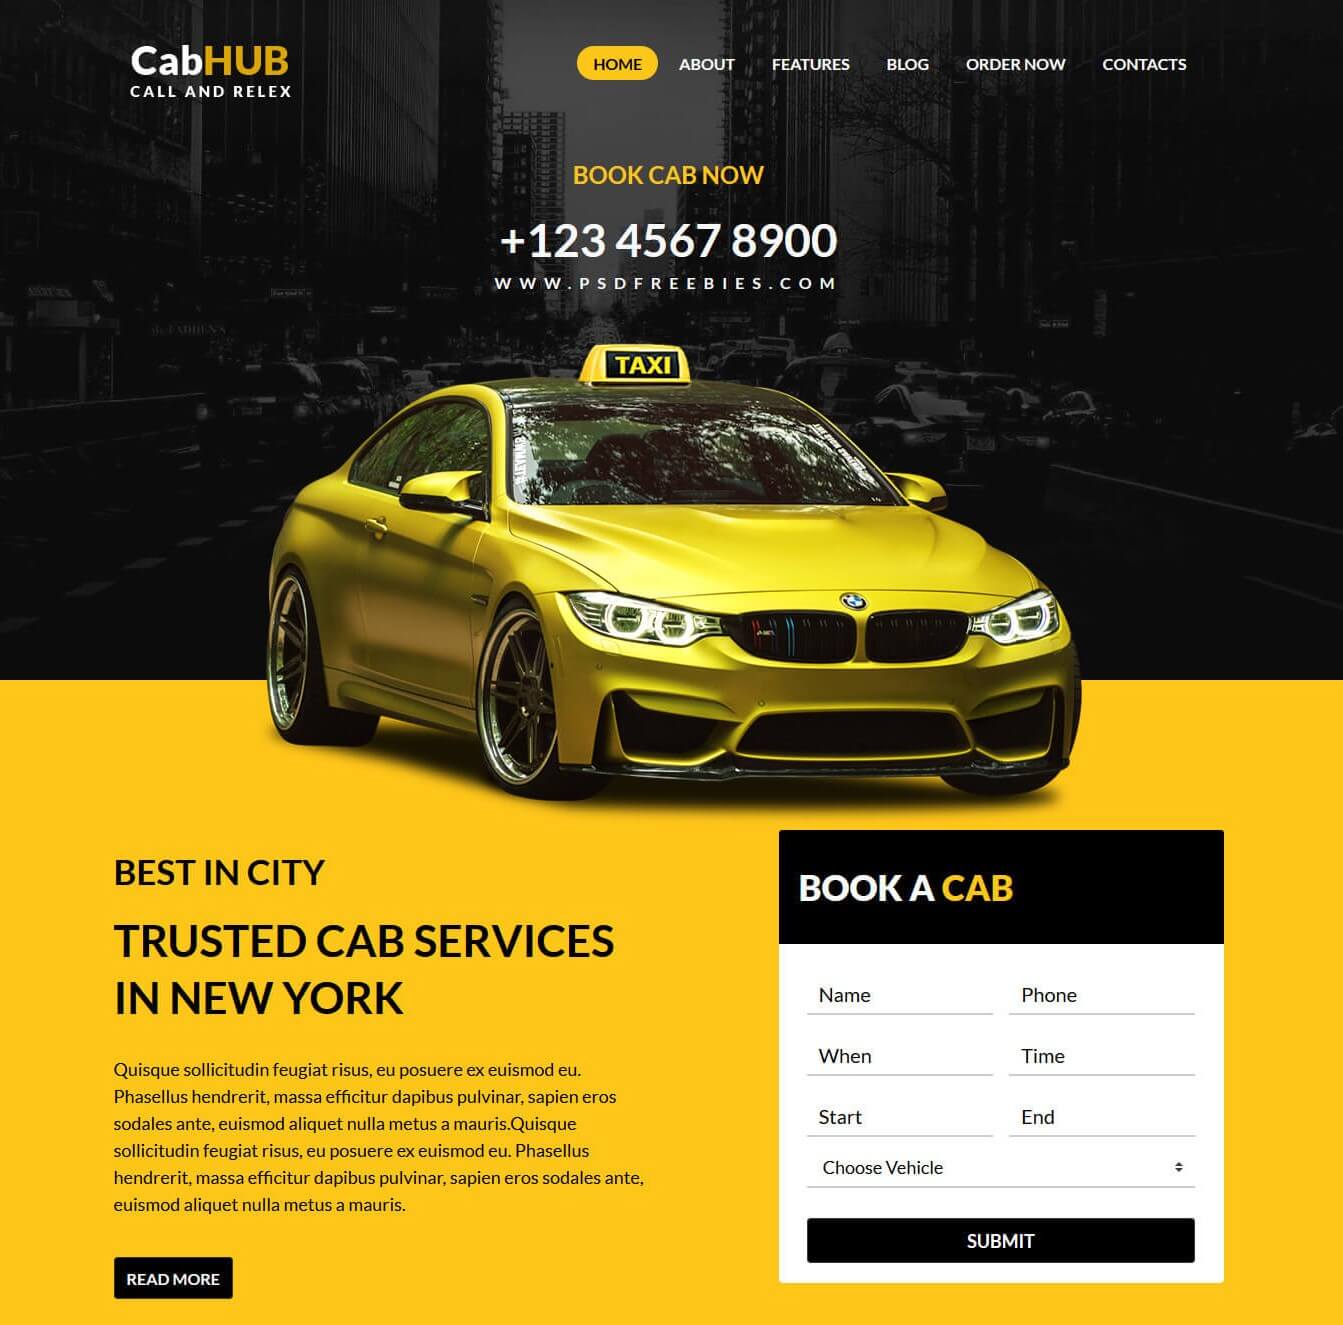 CabHUB
CALL AND RELEX
HOME ABOUT FEATURES BLOG ORDER NOW CONTACTS
BOOK CAB NOW
+123 4567 8900
WWW.PSDFREEBIES.COM
TAXI
BEST IN CITY
TRUSTED CAB SERVICES
IN NEW YORK
Quisque sollicitudin feugiat risus, eu posuere ex euismod eu.
Phasellus hendrerit, massa efficitur dapibus pulvinar, sapien eros
sodales ante, euismod aliquet nulla metus a mauris.Quisque
sollicitudin feugiat risus, eu posuere ex euismod eu. Phasellus
hendrerit, massa efficitur dapibus pulvinar, sapien eros sodales ante,
euismod aliquet nulla metus a mauris.
READ MORE
BOOK A CAB
Name Phone
When Time
Start End
Choose Vehicle
SUBMIT